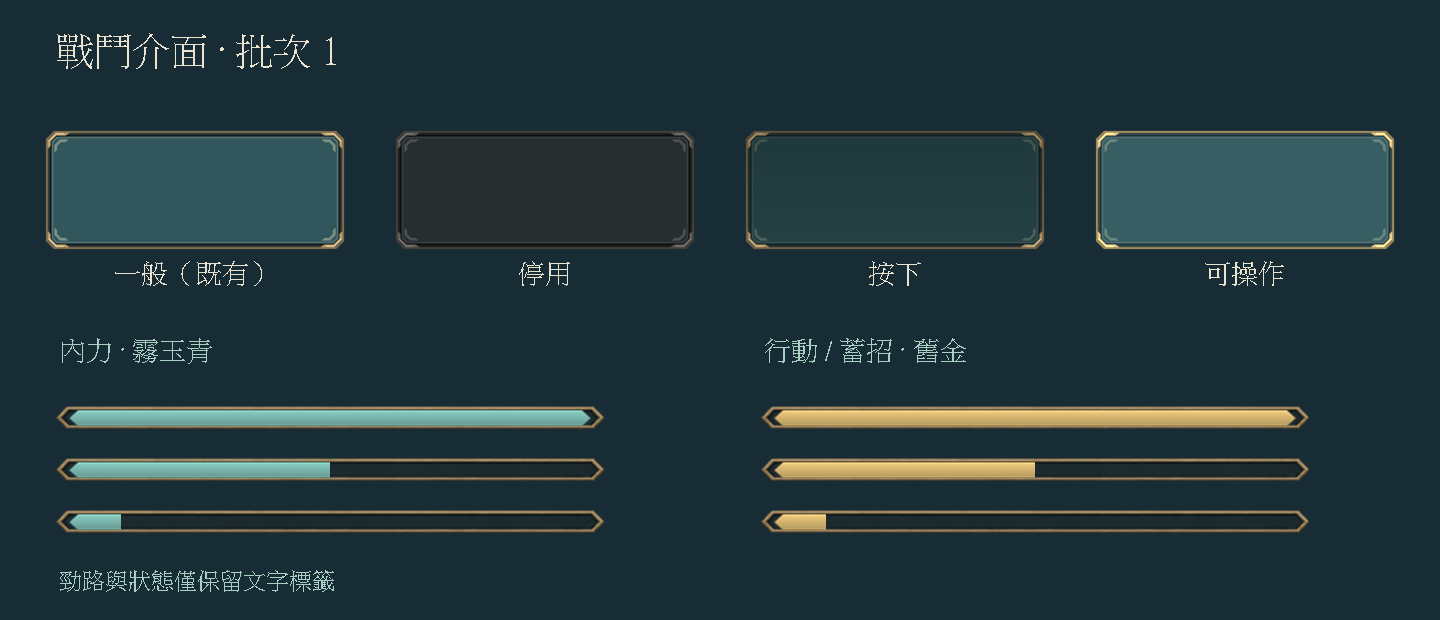 戰鬥介面 · 批次 1
一般（既有）
停用
按下
可操作
內力 · 霧玉青
行動 / 蓄招 · 舊金
勁路與狀態僅保留文字標籤